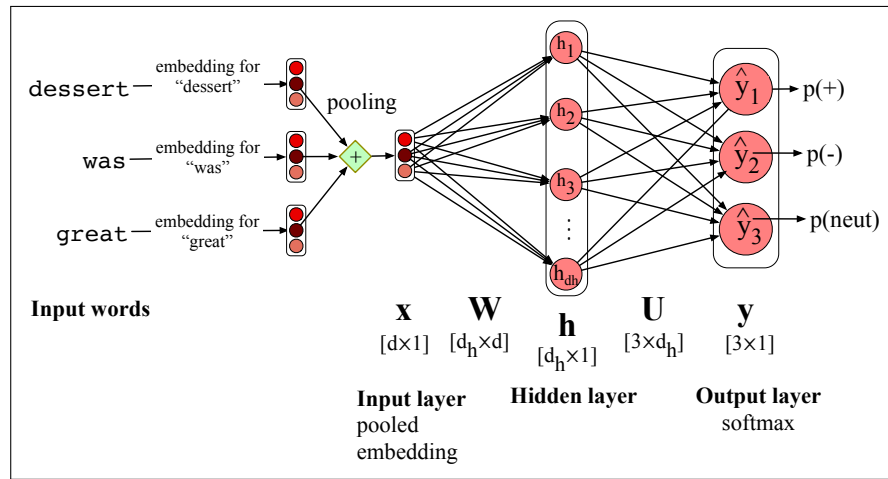 dessert
embedding for
“dessert”
pooling
was
embedding for
“was”
+
great
embedding for
“great”
h1
h2
h3
⋮
hdh
ŷ1
ŷ2
ŷ3
p(+)
p(-)
p(neut)
Input words
x
[d×1]
W
[dh×d]
h
[dh×1]
U
[3×dh]
y
[3×1]
Input layer
pooled
embedding
Hidden layer
Output layer
softmax